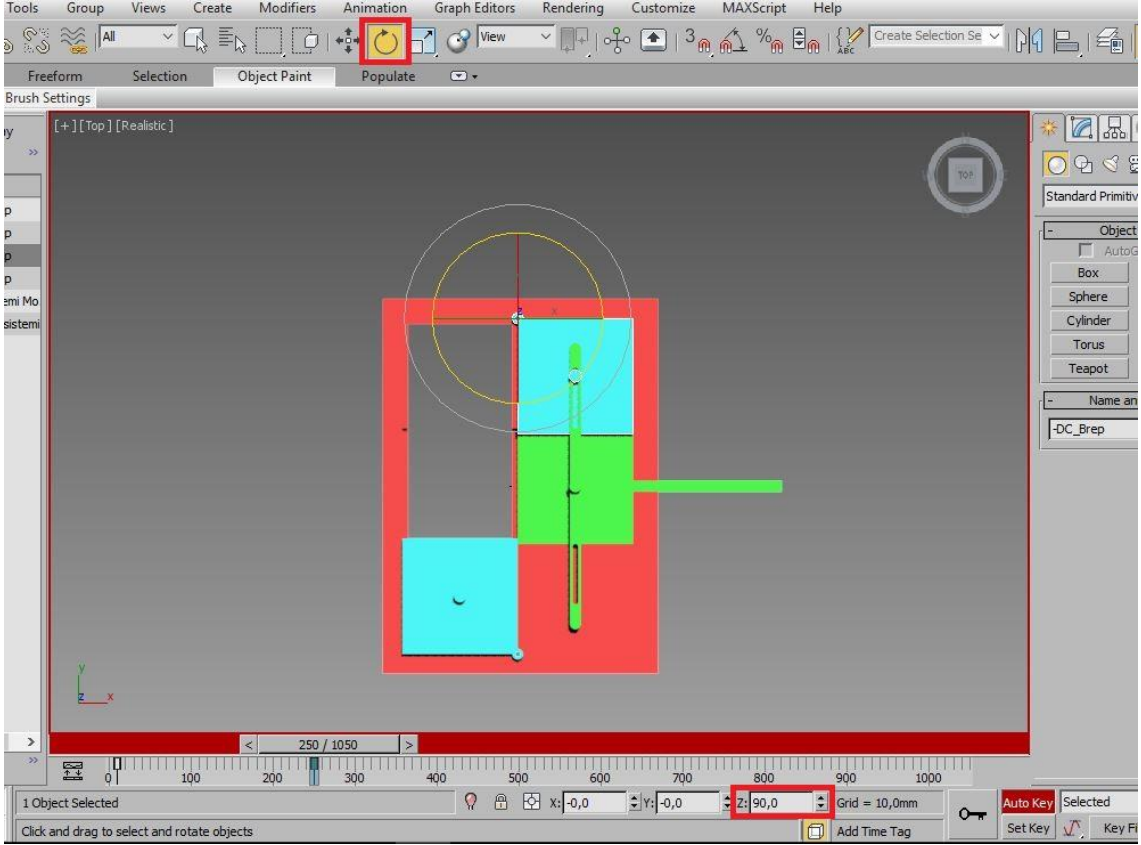 Tools Group Views Create Modifiers Animation Graph Editors Rendering Customize MAXScript Help
All View 3 % ABC Create Selection Se
Freeform Selection Object Paint Populate
Brush Settings
[+][Top][Realistic]
TOP
Standard Primitiv
- Object
AutoG
Box
Sphere
Cylinder
Torus
Teapot
- Name an
-DC_Brep
emi Mo
sistemi
z x
y
z x
< 250 / 1050 >
0 100 200 300 400 500 600 700 800 900 1000
1 Object Selected X: -0,0 Y: -0,0 Z: 90,0 Grid = 10,0mm Auto Key Selected
Click and drag to select and rotate objects Add Time Tag Set Key Key Fi